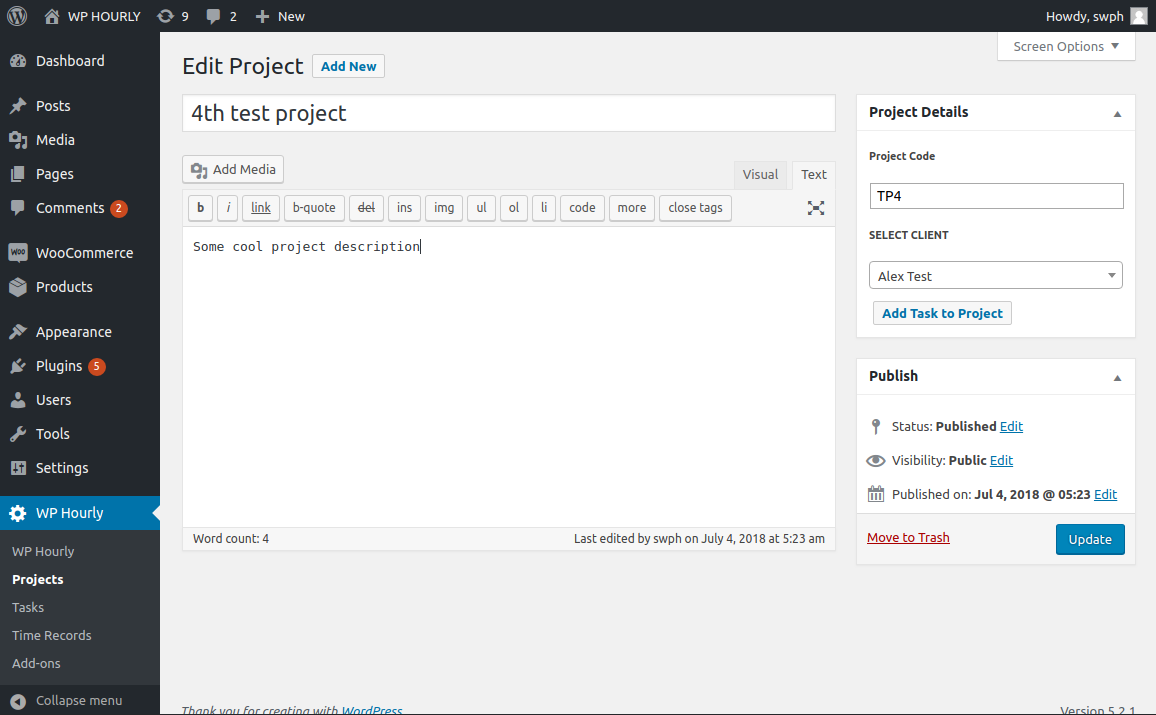 WP HOURLY 9 2 New Howdy, swph
Dashboard
Posts
Media
Pages
Comments 2
Woo WooCommerce
Products
Appearance
Plugins 5
Users
Tools
Settings
WP Hourly
WP Hourly
Projects
Tasks
Time Records
Add-ons
Collapse menu
Screen Options
Edit Project Add New
4th test project
Add Media
Visual Text
b i link b-quote del ins img ul ol li code more close tags
Some cool project description
Word count: 4 Last edited by swph on July 4, 2018 at 5:23 am
Project Details
Project Code
TP4
SELECT CLIENT
Alex Test
Add Task to Project
Publish
Status: Published Edit
Visibility: Public Edit
Published on: Jul 4, 2018 @ 05:23 Edit
Move to Trash Update
Thank you for creating with WordPress
Version 5.2.1